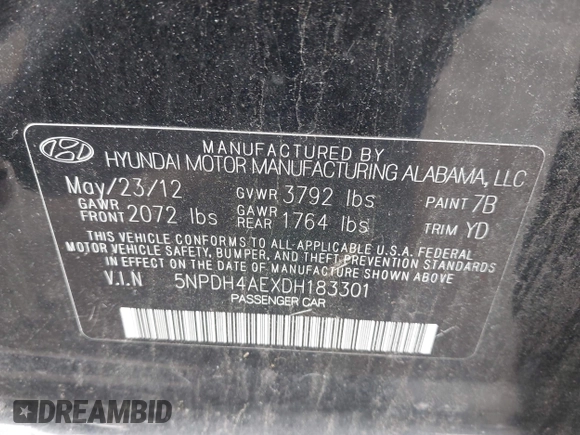 MANUFACTURED BY
HYUNDAI MOTOR MANUFACTURING ALABAMA, LLC
May/23/12 GVWR 3792 lbs PAINT 7B
GAWR FRONT 2072 lbs GAWR REAR 1764 lbs TRIM YD
THIS VEHICLE CONFORMS TO ALL APPLICABLE U.S.A. FEDERAL
MOTOR VEHICLE SAFETY, BUMPER, AND THEFT PREVENTION STANDARDS
IN EFFECT ON THE DATE OF MANUFACTURE SHOWN ABOVE.
V.I.N 5NPDH4AEXDH183301
PASSENGER CAR
DREAMBID